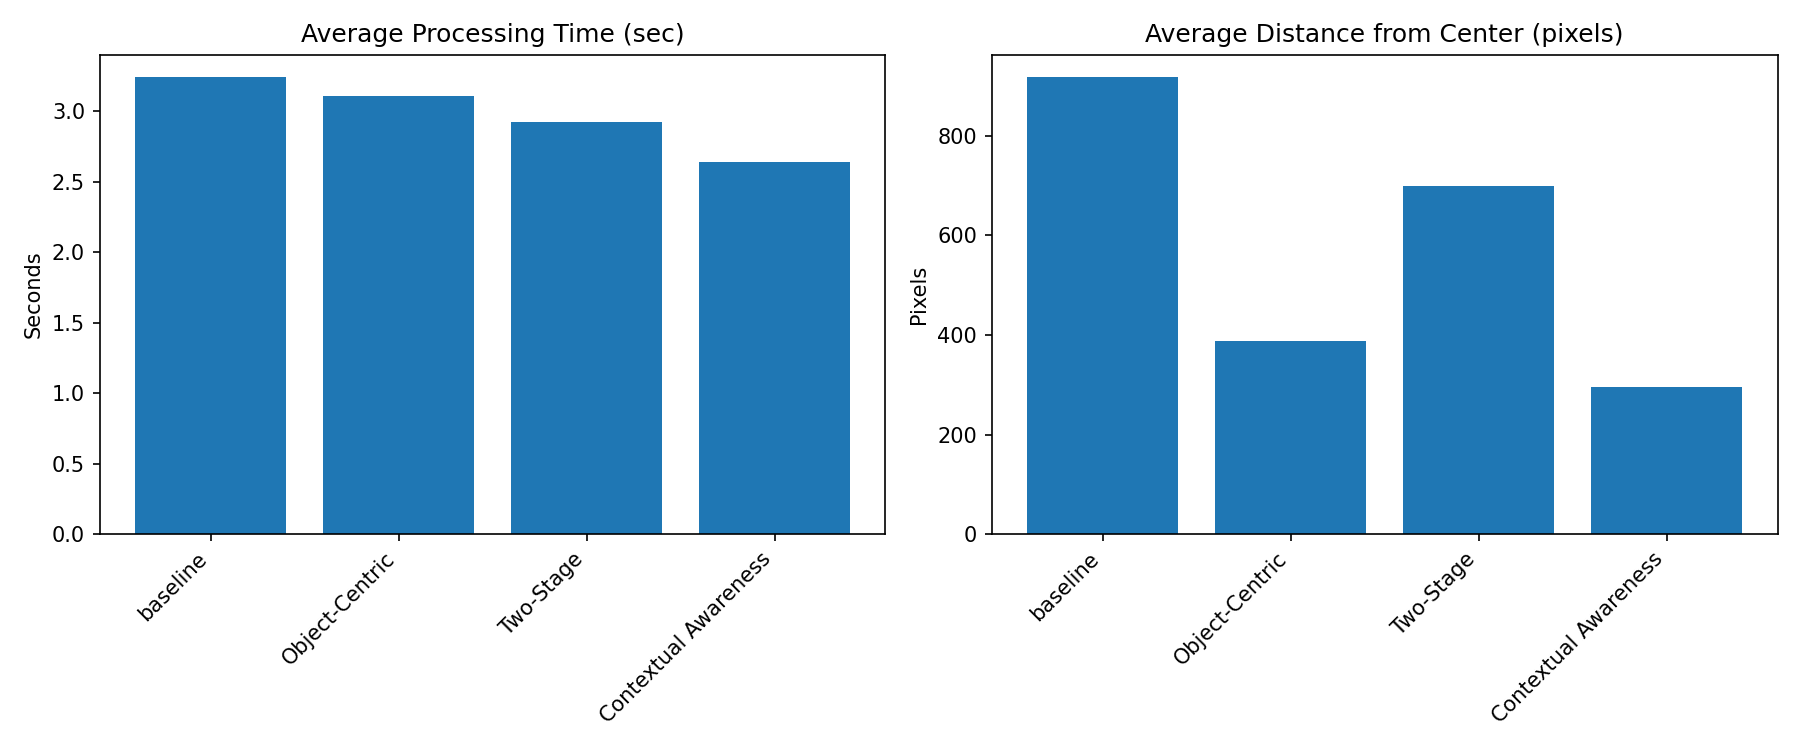 Average Processing Time (sec)
Seconds
3.0
2.5
2.0
1.5
1.0
0.5
0.0
baseline
Object-Centric
Two-Stage
Contextual Awareness
Average Distance from Center (pixels)
Pixels
800
600
400
200
0
baseline
Object-Centric
Two-Stage
Contextual Awareness